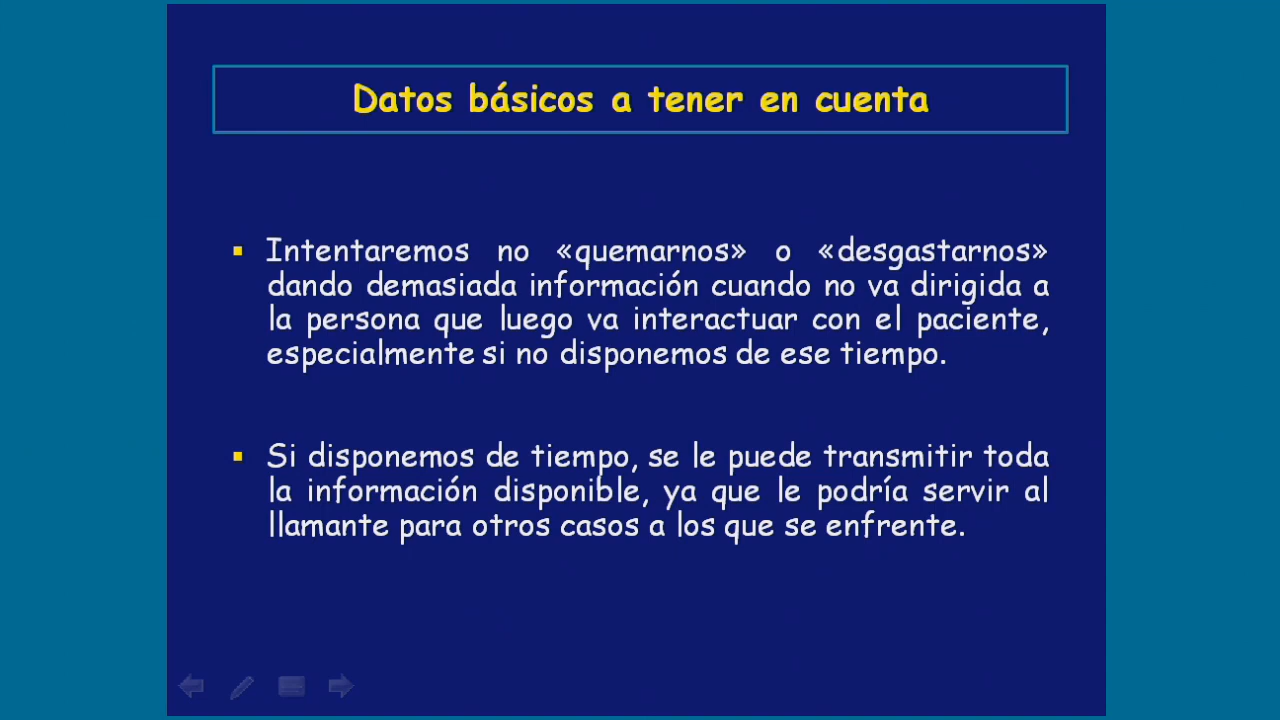 Datos básicos a tener en cuenta
▪ Intentaremos no «quemarnos» o «desgastarnos»
dando demasiada información cuando no va dirigida a
la persona que luego va interactuar con el paciente,
especialmente si no disponemos de ese tiempo.
▪ Si disponemos de tiempo, se le puede transmitir toda
la información disponible, ya que le podría servir al
llamante para otros casos a los que se enfrente.